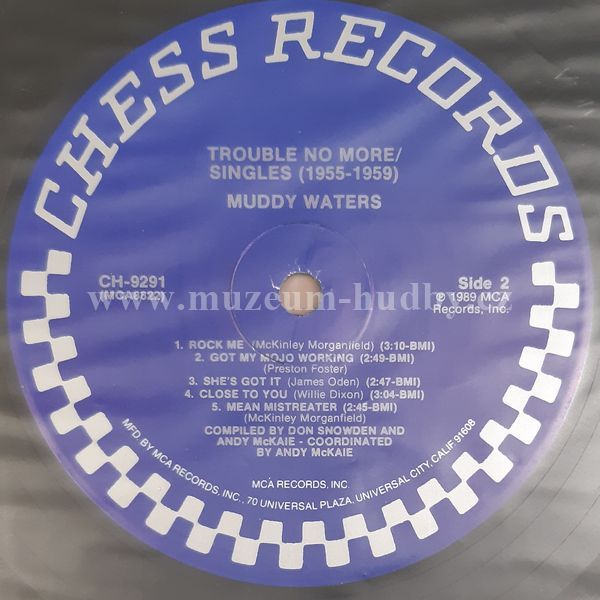 CHESS RECORDS
TROUBLE NO MORE/
SINGLES (1955-1959)
MUDDY WATERS
CH-9291
(MCA8822)
Side 2
℗ 1989 MCA
Records, Inc.
www.muzeum-hudby.
1. ROCK ME (McKinley Morganfield) (3:10-BMI)
2. GOT MY MOJO WORKING (2:49-BMI)
(Preston Foster)
3. SHE'S GOT IT (James Oden) (2:47-BMI)
4. CLOSE TO YOU (Willie Dixon) (3:04-BMI)
5. MEAN MISTREATER (2:45-BMI)
(McKinley Morganfield)
COMPILED BY DON SNOWDEN AND
ANDY McKAIE - COORDINATED
BY ANDY McKAIE
MCA RECORDS, INC.
MFD. BY MCA RECORDS, INC., 70 UNIVERSAL PLAZA, UNIVERSAL CITY, CALIF 91608